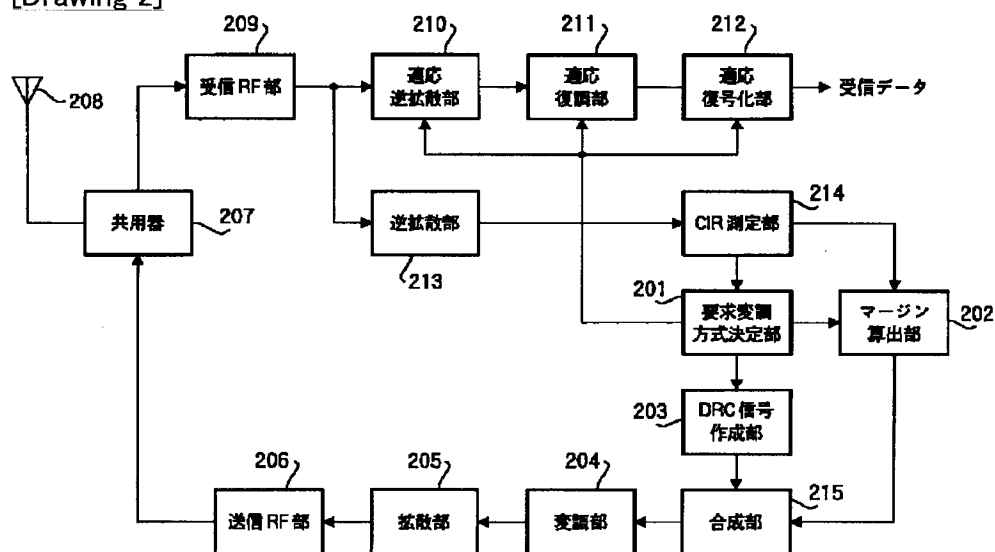 [Drawing 2]
209
210
211
212
208
受信RF部
適応
逆拡散部
適応
復調部
適応
復号化部
受信データ
共用器
207
逆拡散部
213
CIR測定部
214
201
要求変調
方式決定部
マージン
算出部
202
203
DRC信号
作成部
206
205
204
215
送信RF部
拡散部
変調部
合成部